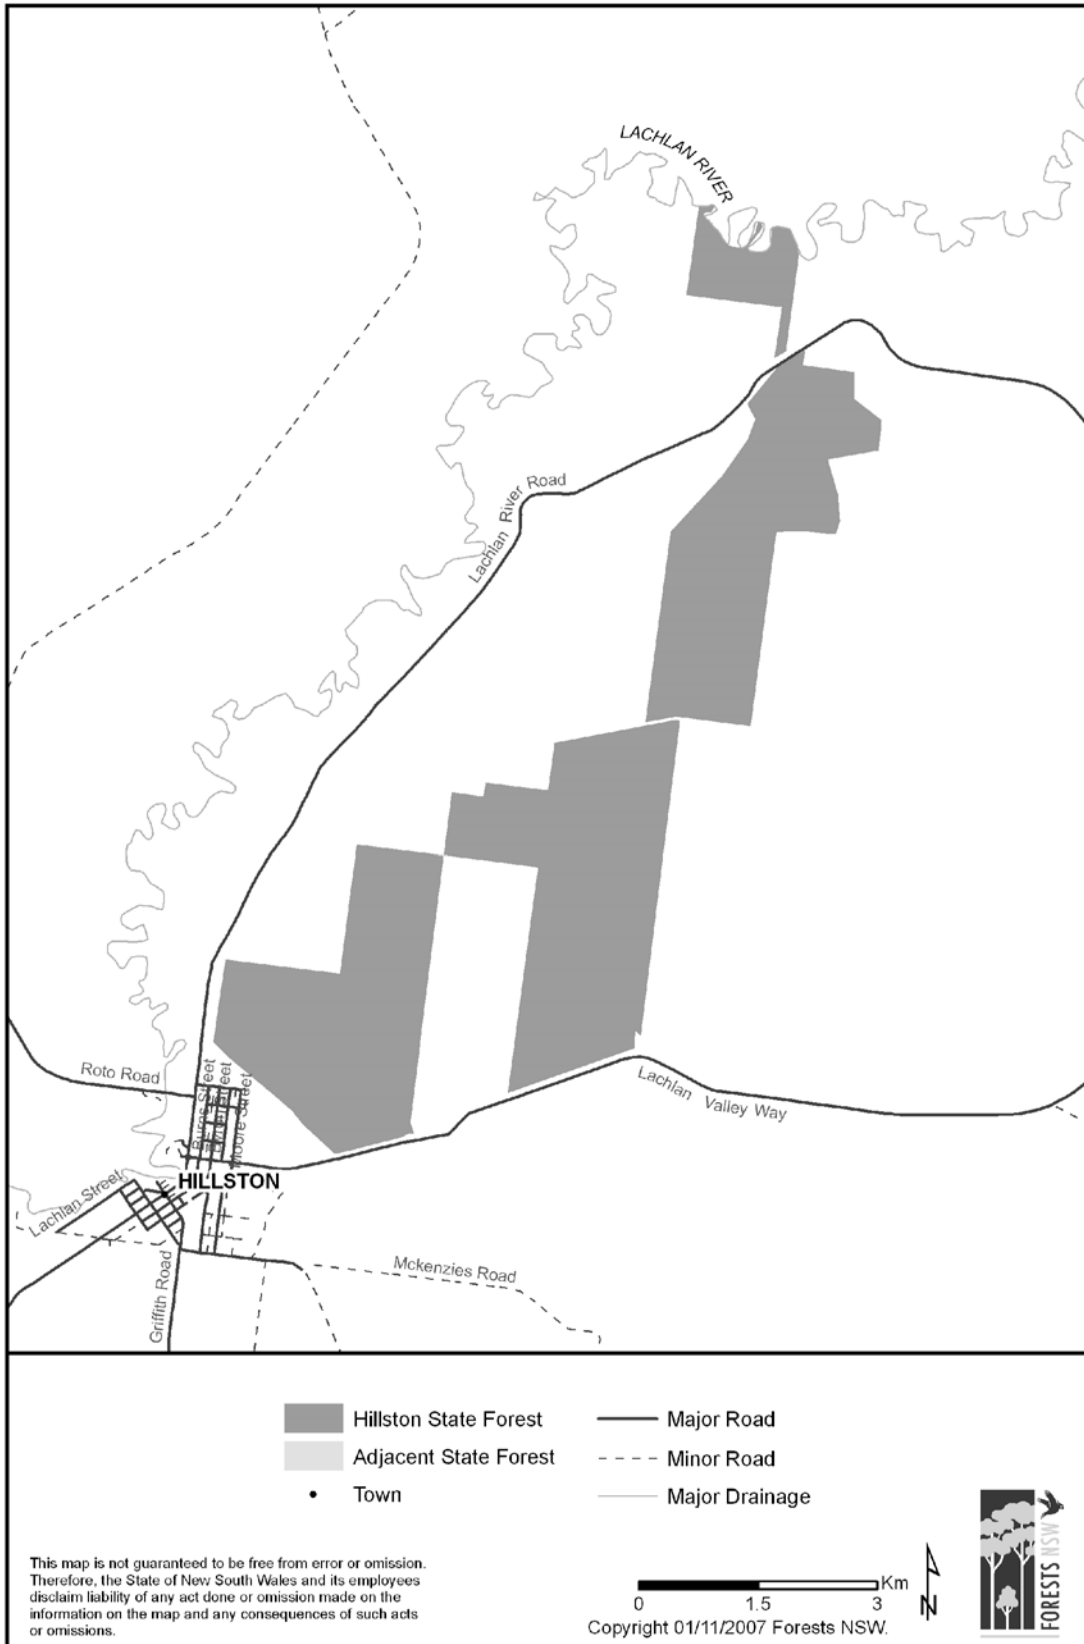 LACHLAN RIVER
Lachlan River Road
Roto Road
Burns Street
Moore Street
Lachlan Valley Way
HILLSTON
Lachlan Street
Griffith Road
Mckenzies Road
Hillston State Forest
Adjacent State Forest
Town
Major Road
Minor Road
Major Drainage
This map is not guaranteed to be free from error or omission.
Therefore, the State of New South Wales and its employees
disclaim liability of any act done or omission made on the
information on the map and any consequences of such acts
or omissions.
Km
0 1.5 3
Copyright 01/11/2007 Forests NSW.
N
FORESTS NSW